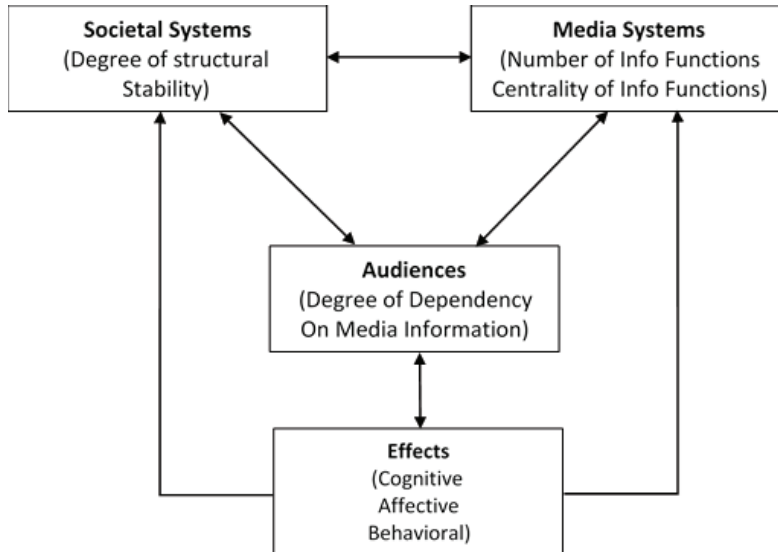 Societal Systems
(Degree of structural
Stability)
Media Systems
(Number of Info Functions
Centrality of Info Functions)
Audiences
(Degree of Dependency
On Media Information)
Effects
(Cognitive
Affective
Behavioral)